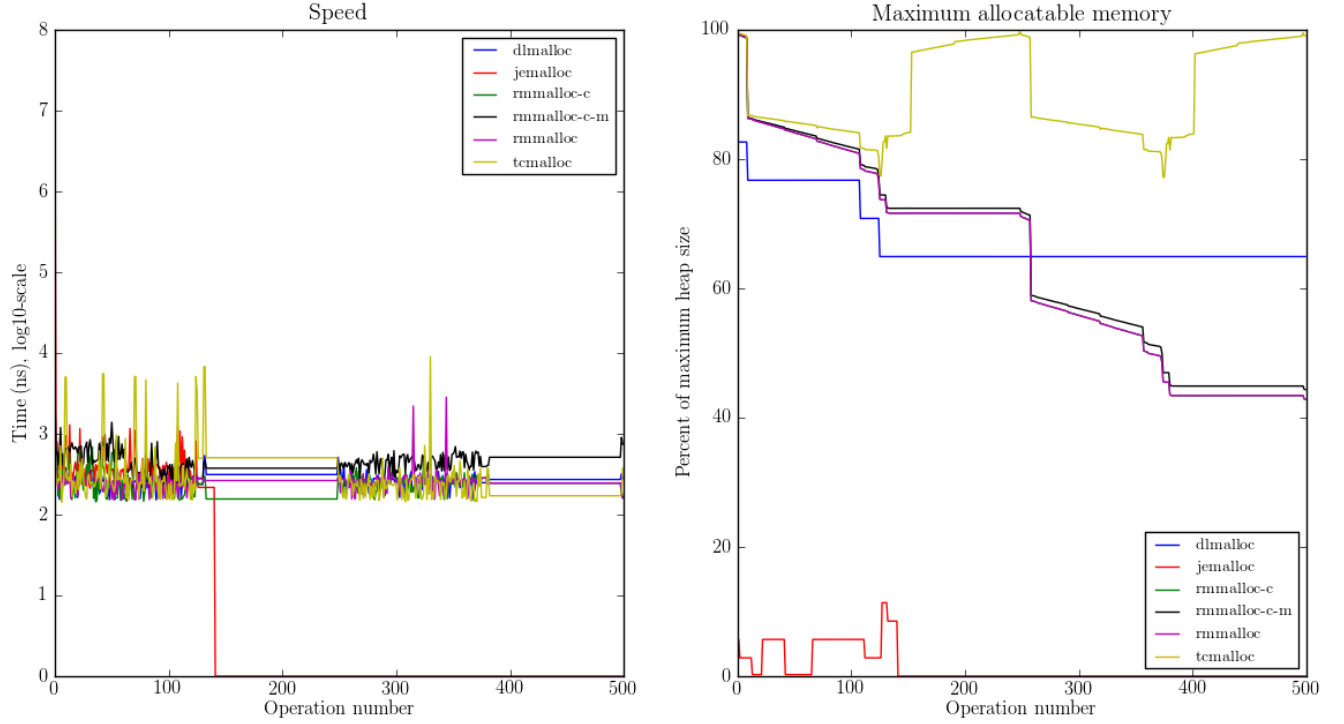 Speed
8
7
6
5
4
3
2
1
0
Time (ns), log10-scale
dlmalloc
jemalloc
rmmalloc-c
rmmalloc-c-m
rmmalloc
tcmalloc
0 100 200 300 400 500
Operation number
Maximum allocatable memory
100
80
60
40
20
0
Percent of maximum heap size
dlmalloc
jemalloc
rmmalloc-c
rmmalloc-c-m
rmmalloc
tcmalloc
0 100 200 300 400 500
Operation number